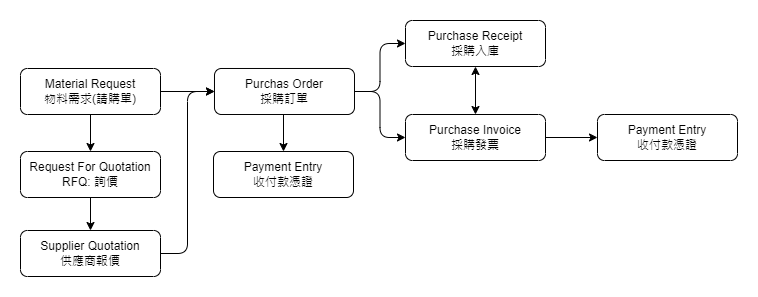 Purchase Receipt
採購入庫
Material Request
物料需求(請購單)
Purchas Order
採購訂單
Purchase Invoice
採購發票
Payment Entry
收付款憑證
Request For Quotation
RFQ: 詢價
Payment Entry
收付款憑證
Supplier Quotation
供應商報價